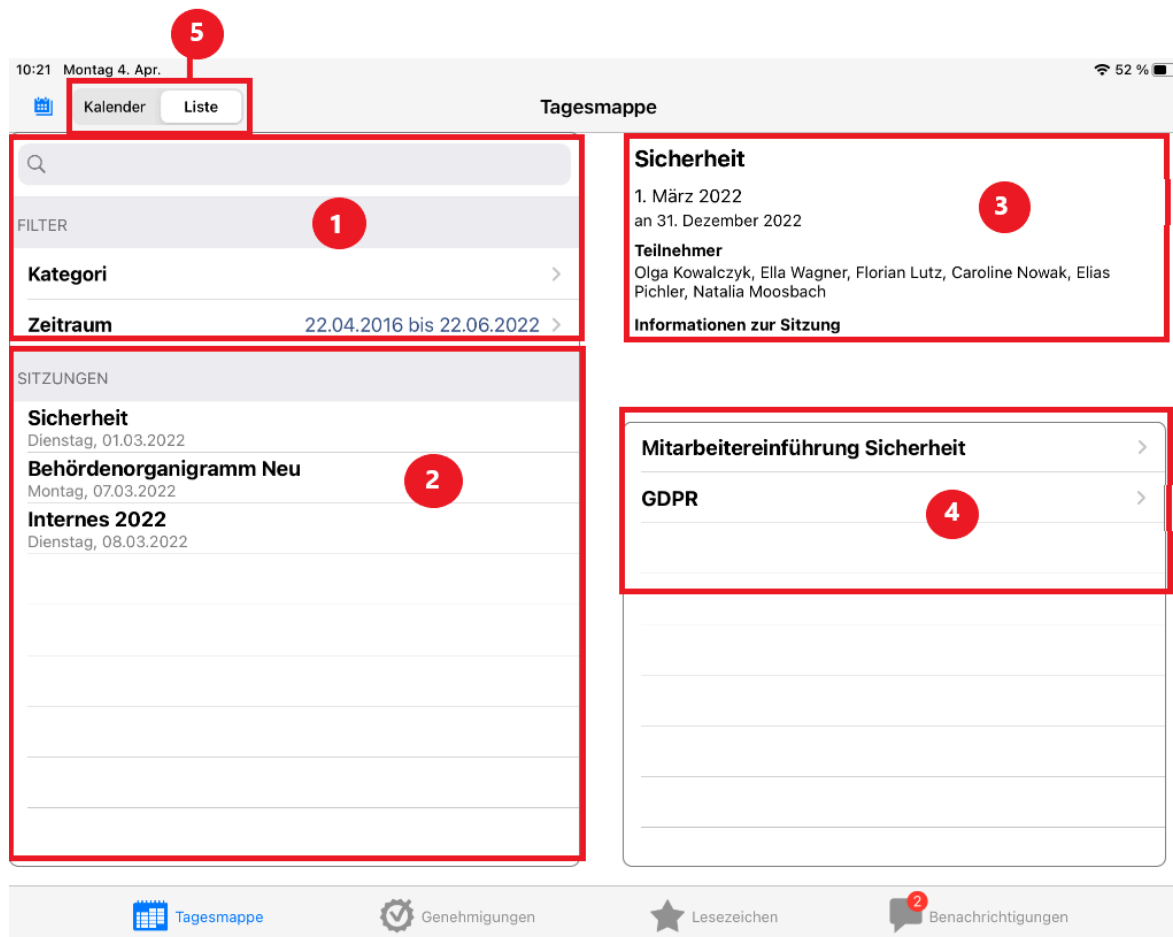 5
10:21 Montag 4. Apr.
52 %
Kalender Liste
Tagesmappe
FILTER
1
Kategori
Zeitraum 22.04.2016 bis 22.06.2022
SITZUNGEN
Sicherheit
Dienstag, 01.03.2022
Behördenorganigramm Neu
Montag, 07.03.2022
2
Internes 2022
Dienstag, 08.03.2022
Sicherheit
1. März 2022
3
an 31. Dezember 2022
Teilnehmer
Olga Kowalczyk, Ella Wagner, Florian Lutz, Caroline Nowak, Elias
Pichler, Natalia Moosbach
Informationen zur Sitzung
Mitarbeitereinführung Sicherheit
GDPR
4
Tagesmappe
Genehmigungen
Lesezeichen
2
Benachrichtigungen